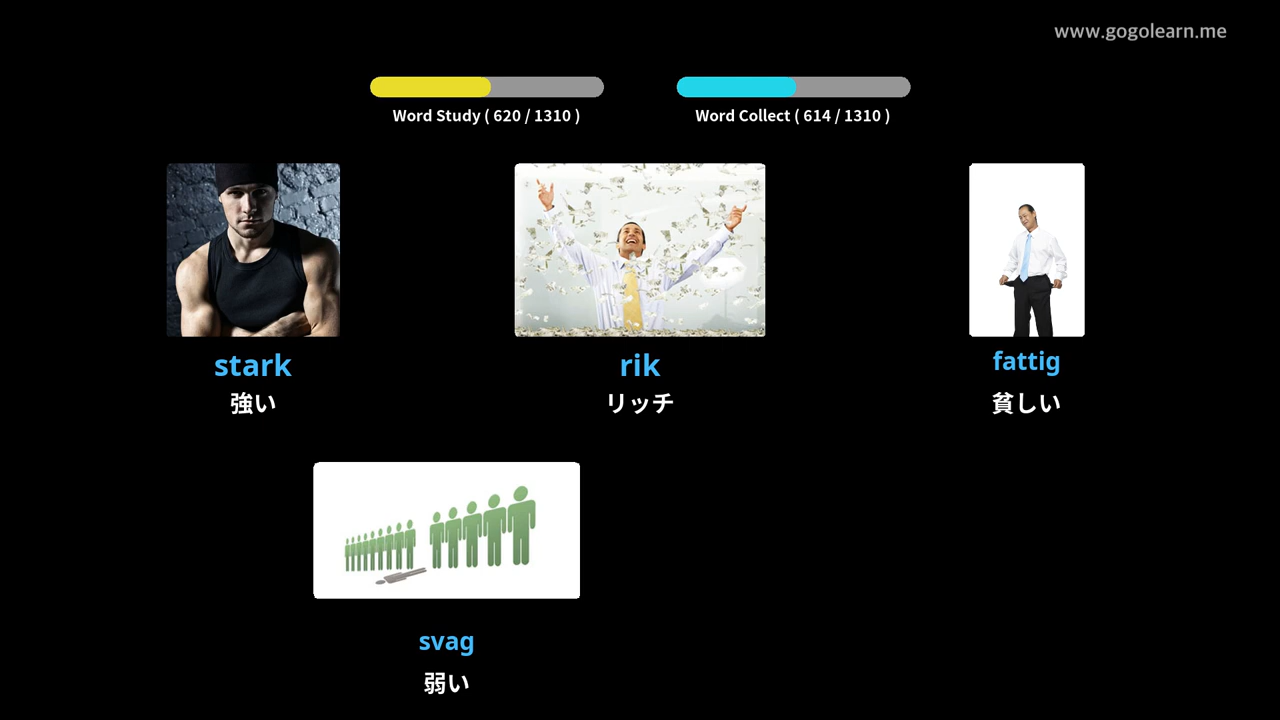 www.gogolearn.me
Word Study ( 620 / 1310 )
Word Collect ( 614 / 1310 )
stark
強い
rik
リッチ
fattig
貧しい
svag
弱い